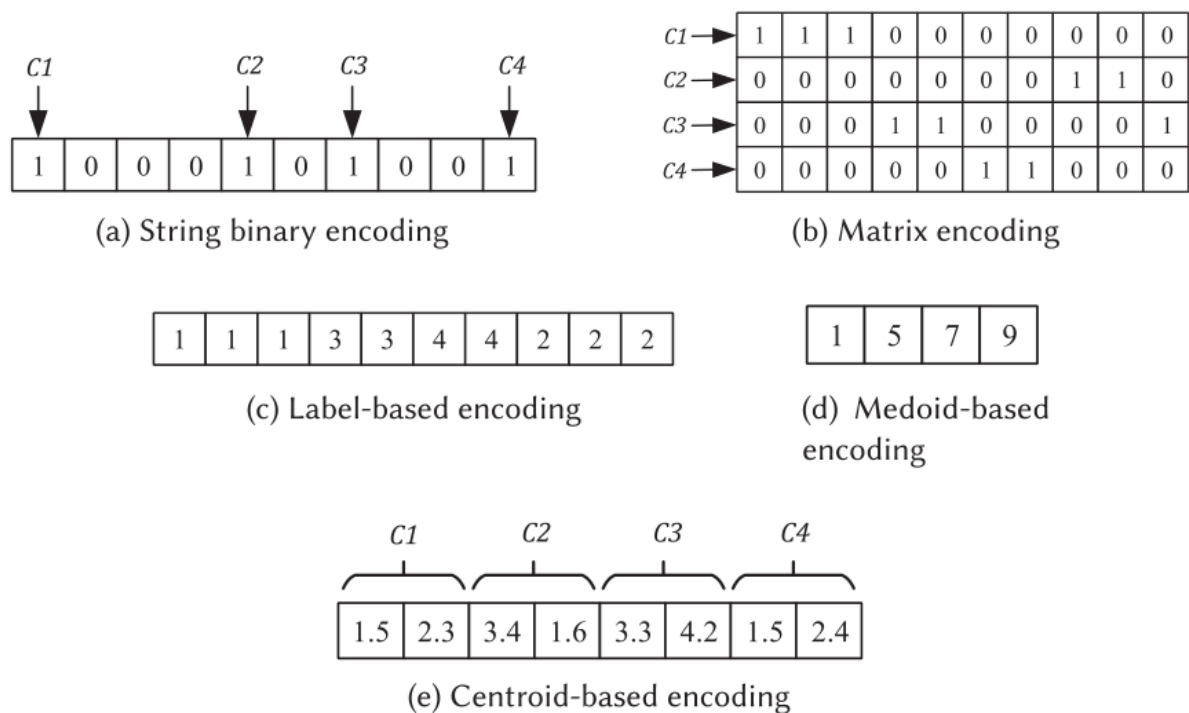 C1 C2 C3 C4
1 0 0 0 1 0 1 0 0 1
(a) String binary encoding
C1 1 1 1 0 0 0 0 0 0 0
C2 0 0 0 0 0 0 0 1 1 0
C3 0 0 0 1 1 0 0 0 0 1
C4 0 0 0 0 0 1 1 0 0 0
(b) Matrix encoding
1 1 1 3 3 4 4 2 2 2
(c) Label-based encoding
1 5 7 9
(d) Medoid-based
encoding
C1 C2 C3 C4
1.5 2.3 3.4 1.6 3.3 4.2 1.5 2.4
(e) Centroid-based encoding